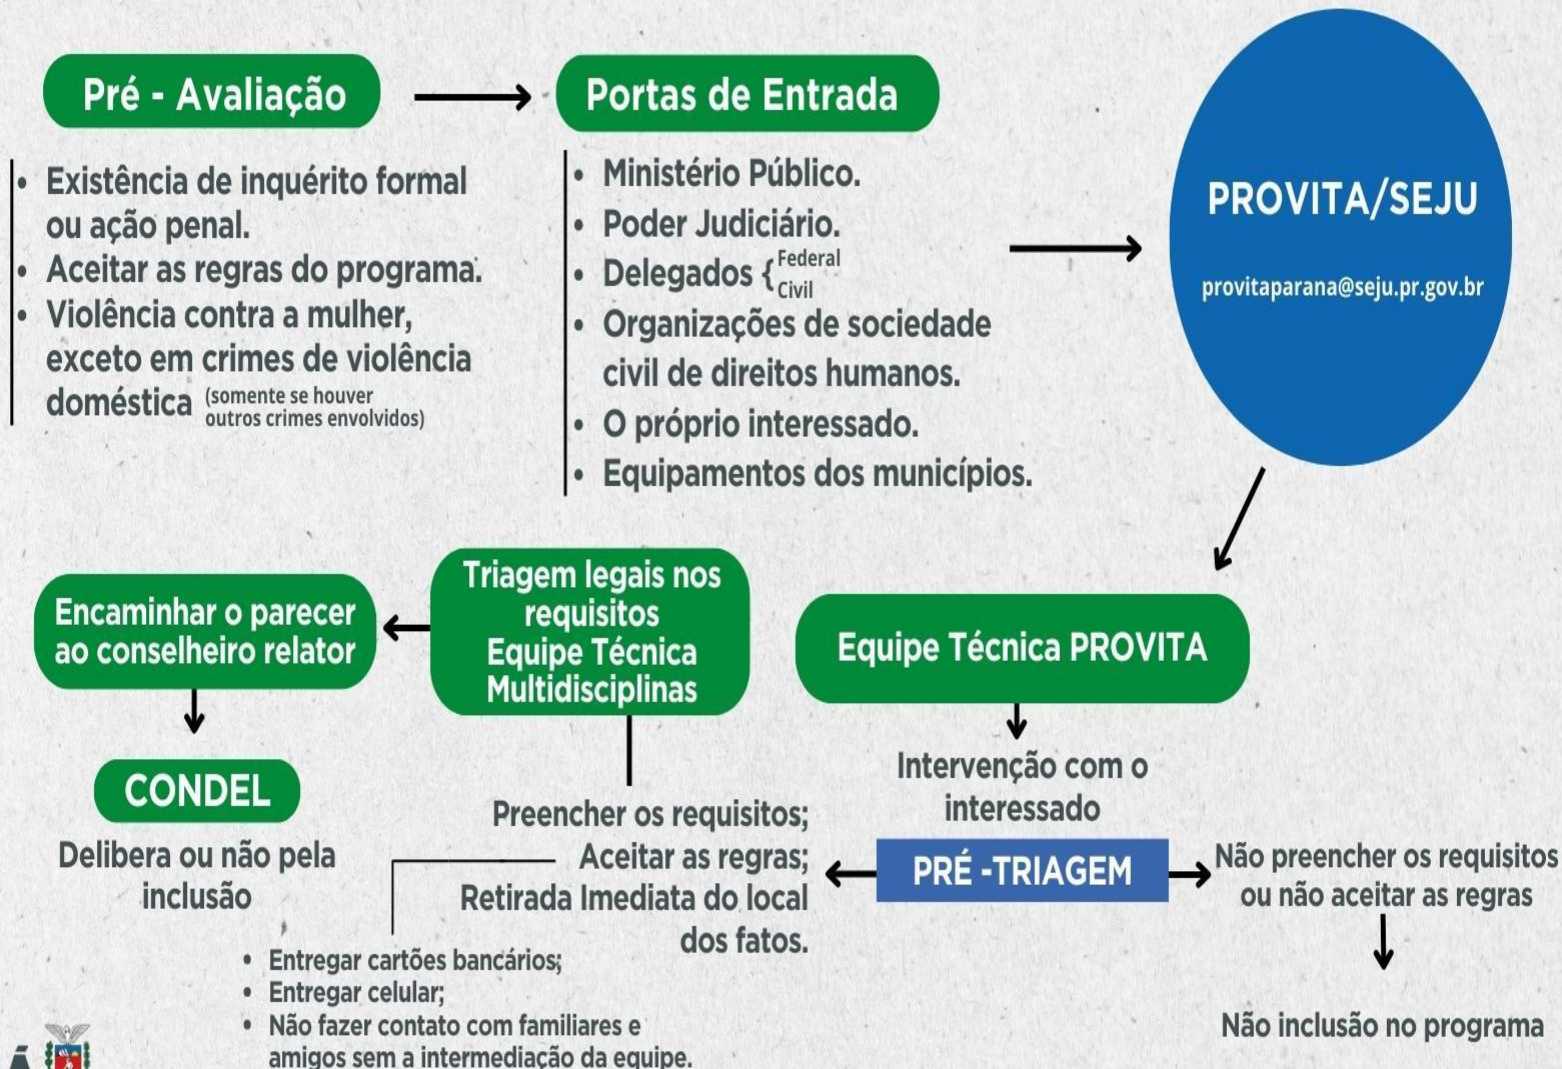 Pré - Avaliação
• Existência de inquérito formal
ou ação penal.
• Aceitar as regras do programa.
• Violência contra a mulher,
exceto em crimes de violência
doméstica (somente se houver
outros crimes envolvidos)
Portas de Entrada
• Ministério Público.
• Poder Judiciário.
• Delegados { Federal
Civil
• Organizações de sociedade
civil de direitos humanos.
• O próprio interessado.
• Equipamentos dos municípios.
PROVITA/SEJU
provitaparana@seju.pr.gov.br
Equipe Técnica PROVITA
Intervenção com o
interessado
PRÉ -TRIAGEM
Não preencher os requisitos
ou não aceitar as regras
Não inclusão no programa
Triagem legais nos
requisitos
Equipe Técnica
Multidisciplinas
Preencher os requisitos;
Aceitar as regras;
Retirada Imediata do local
dos fatos.
• Entregar cartões bancários;
• Entregar celular;
• Não fazer contato com familiares e
amigos sem a intermediação da equipe.
Encaminhar o parecer
ao conselheiro relator
CONDEL
Delibera ou não pela
inclusão